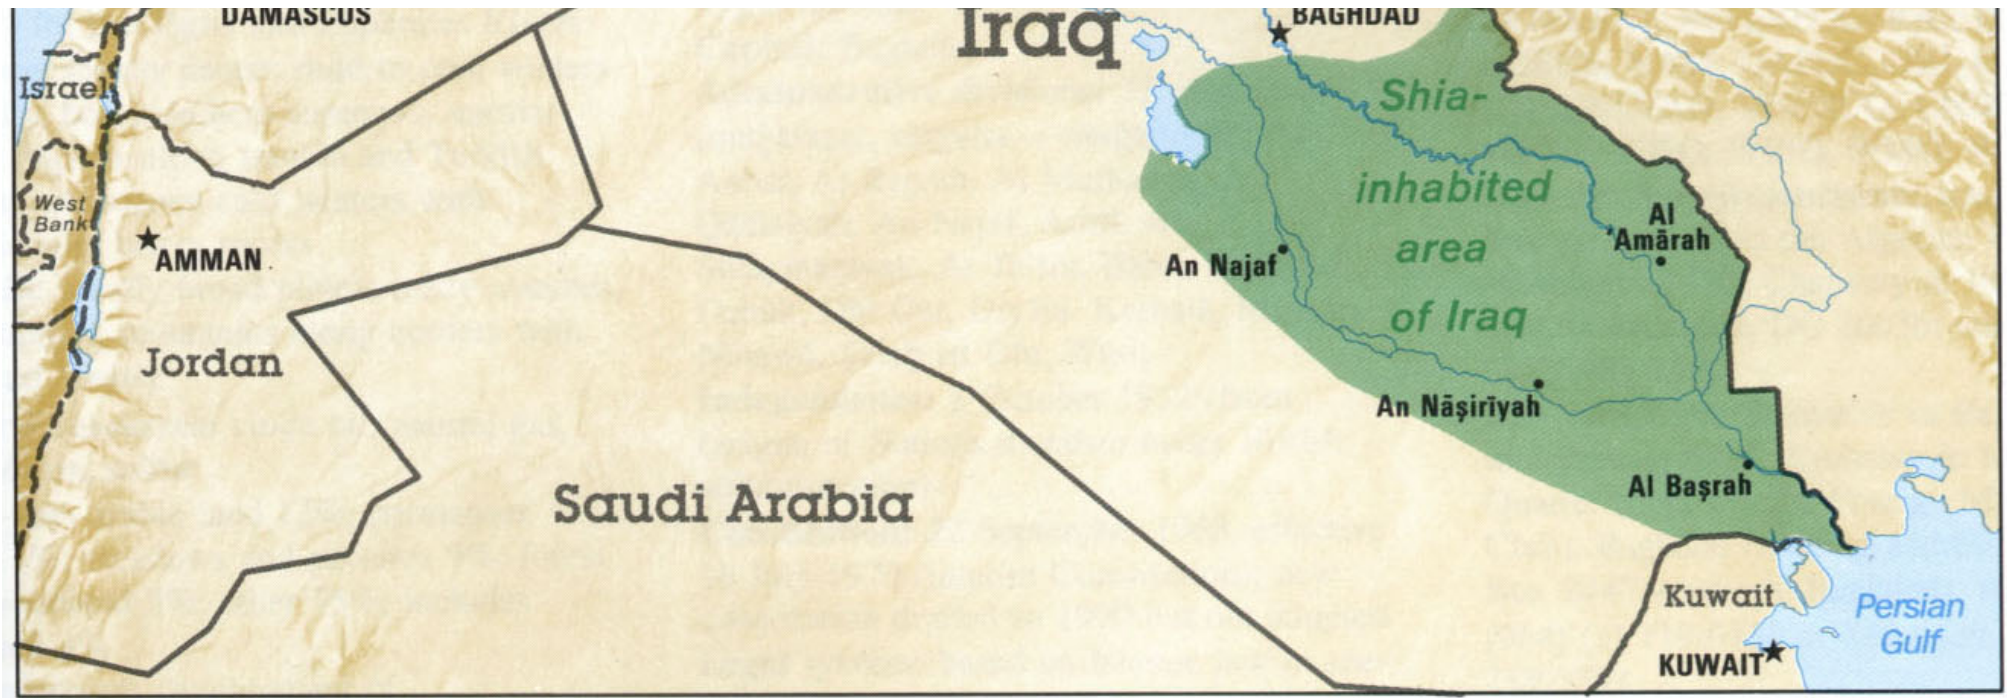 DAMASCUS
Iraq
BAGHDAD
Israel
Shia-
inhabited
area
of Iraq
West
Bank
Al
Amārah
AMMAN
An Najaf
Jordan
An Nāşirīyah
Al Başrah
Saudi Arabia
Kuwait
Persian
Gulf
KUWAIT